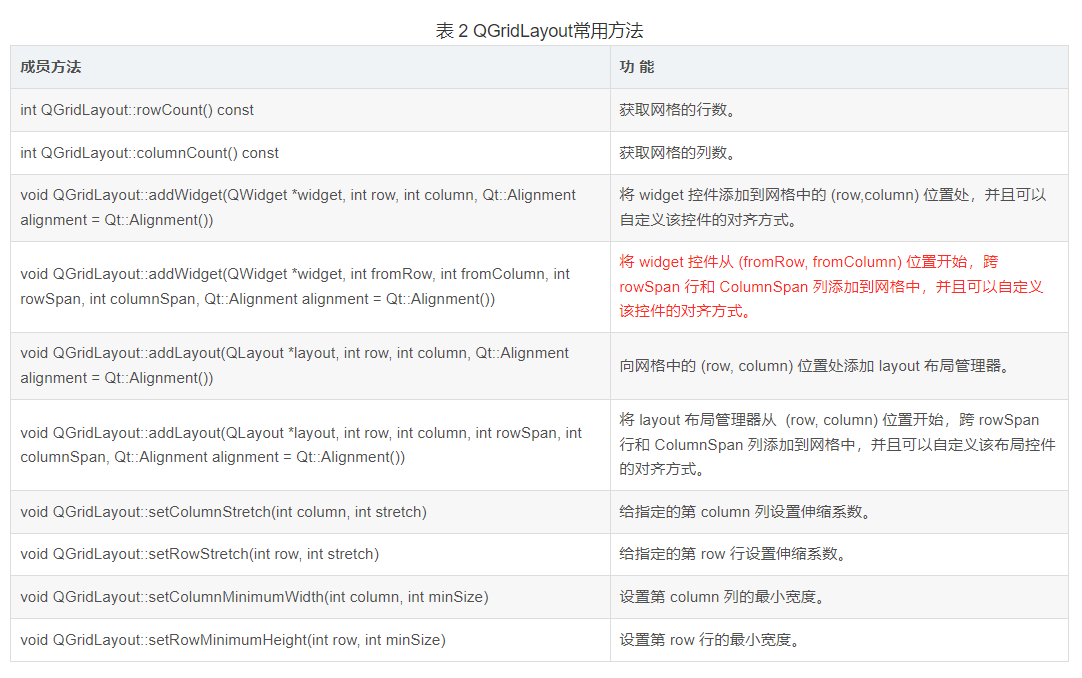 表 2 QGridLayout常用方法
成员方法
功 能
int QGridLayout::rowCount() const
获取网格的行数。
int QGridLayout::columnCount() const
获取网格的列数。
void QGridLayout::addWidget(QWidget *widget, int row, int column, Qt::Alignment
alignment = Qt::Alignment())
将 widget 控件添加到网格中的 (row,column) 位置处，并且可以
自定义该控件的对齐方式。
void QGridLayout::addWidget(QWidget *widget, int fromRow, int fromColumn, int
rowSpan, int columnSpan, Qt::Alignment alignment = Qt::Alignment())
将 widget 控件从 (fromRow, fromColumn) 位置开始，跨
rowSpan 行和 ColumnSpan 列添加到网格中，并且可以自定义
该控件的对齐方式。
void QGridLayout::addLayout(QLayout *layout, int row, int column, Qt::Alignment
alignment = Qt::Alignment())
向网格中的 (row, column) 位置处添加 layout 布局管理器。
void QGridLayout::addLayout(QLayout *layout, int row, int column, int rowSpan, int
columnSpan, Qt::Alignment alignment = Qt::Alignment())
将 layout 布局管理器从  (row, column) 位置开始，跨 rowSpan
行和 ColumnSpan 列添加到网格中，并且可以自定义该布局控件
的对齐方式。
void QGridLayout::setColumnStretch(int column, int stretch)
给指定的第 column 列设置伸缩系数。
void QGridLayout::setRowStretch(int row, int stretch)
给指定的第 row 行设置伸缩系数。
void QGridLayout::setColumnMinimumWidth(int column, int minSize)
设置第 column 列的最小宽度。
void QGridLayout::setRowMinimumHeight(int row, int minSize)
设置第 row 行的最小宽度。